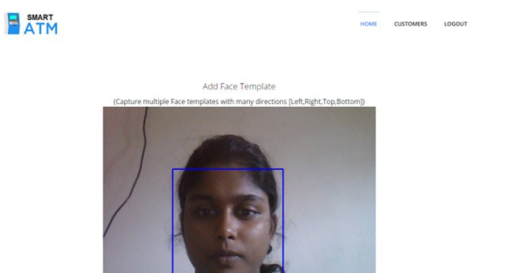 SMART
ATM
HOME CUSTOMERS LOGOUT
Add Face Template
(Capture multiple Face templates with many directions [Left,Right,Top,Bottom])